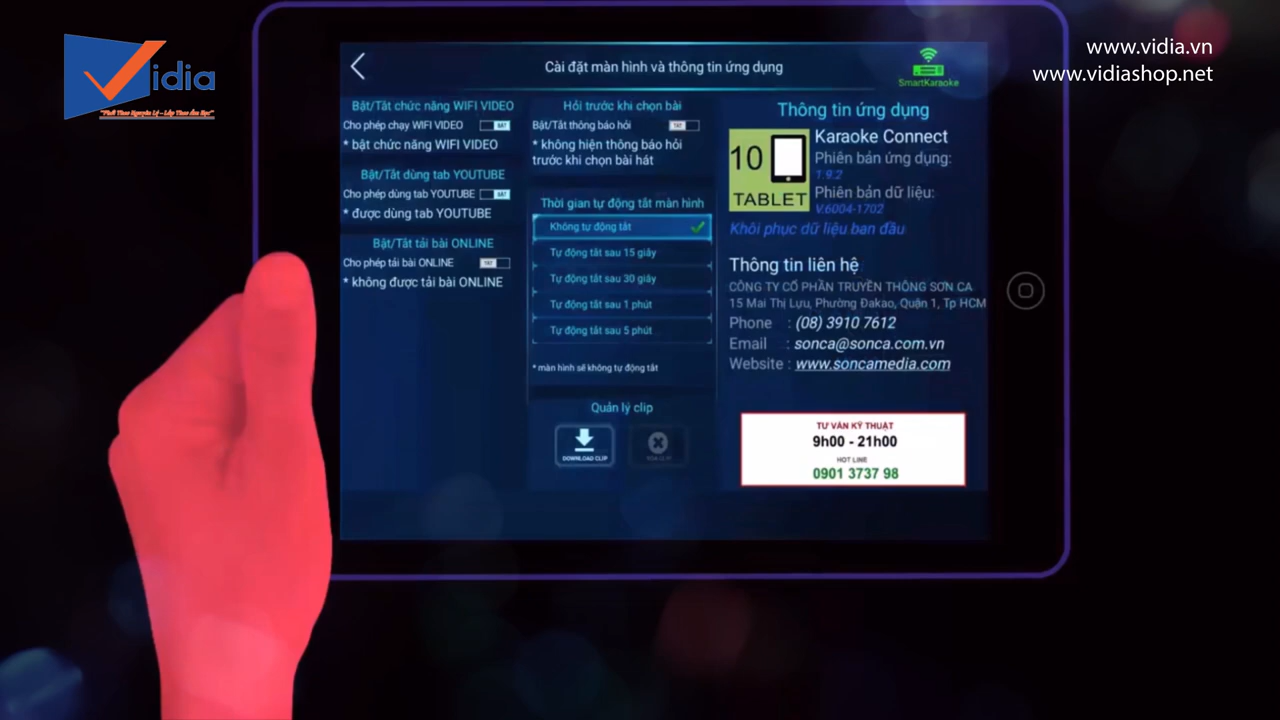 Vidia
www.vidia.vn
www.vidiashop.net
Cài đặt màn hình và thông tin ứng dụng
SmartKaraoke
Bật/Tắt chức năng WIFI VIDEO
Cho phép chạy WIFI VIDEO BẬT
* bật chức năng WIFI VIDEO
Bật/Tắt dùng tab YOUTUBE
Cho phép dùng tab YOUTUBE BẬT
* được dùng tab YOUTUBE
Bật/Tắt tải bài ONLINE
Cho phép tải bài ONLINE TẮT
* không được tải bài ONLINE
Hỏi trước khi chọn bài
Bật/Tắt thông báo hỏi TẮT
* không hiện thông báo hỏi
trước khi chọn bài hát
Thời gian tự động tắt màn hình
Không tự động tắt
Tự động tắt sau 15 giây
Tự động tắt sau 30 giây
Tự động tắt sau 1 phút
Tự động tắt sau 5 phút
* màn hình sẽ không tự động tắt
Quản lý clip
DOWNLOAD CLIP
XÓA CLIP
Thông tin ứng dụng
10
TABLET
Karaoke Connect
Phiên bản ứng dụng:
1.9.2
Phiên bản dữ liệu:
V.6004-1702
Khôi phục dữ liệu ban đầu
Thông tin liên hệ
CÔNG TY CỔ PHẦN TRUYỀN THÔNG SƠN CA
15 Mai Thị Lựu, Phường Đakao, Quận 1, Tp HCM
Phone : (08) 3910 7612
Email : sonca@sonca.com.vn
Website : www.soncamedia.com
TƯ VẤN KỸ THUẬT
9h00 - 21h00
HOT LINE
0901 3737 98